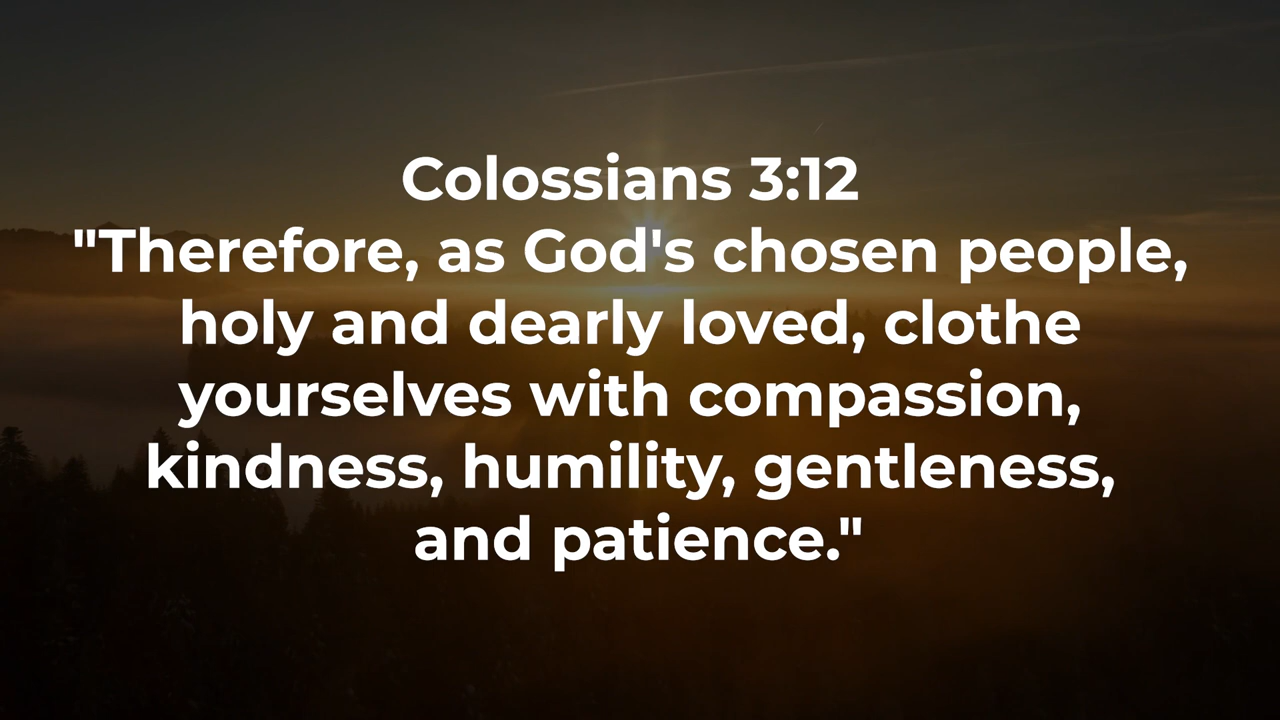 Colossians 3:12
"Therefore, as God's chosen people,
holy and dearly loved, clothe
yourselves with compassion,
kindness, humility, gentleness,
and patience."